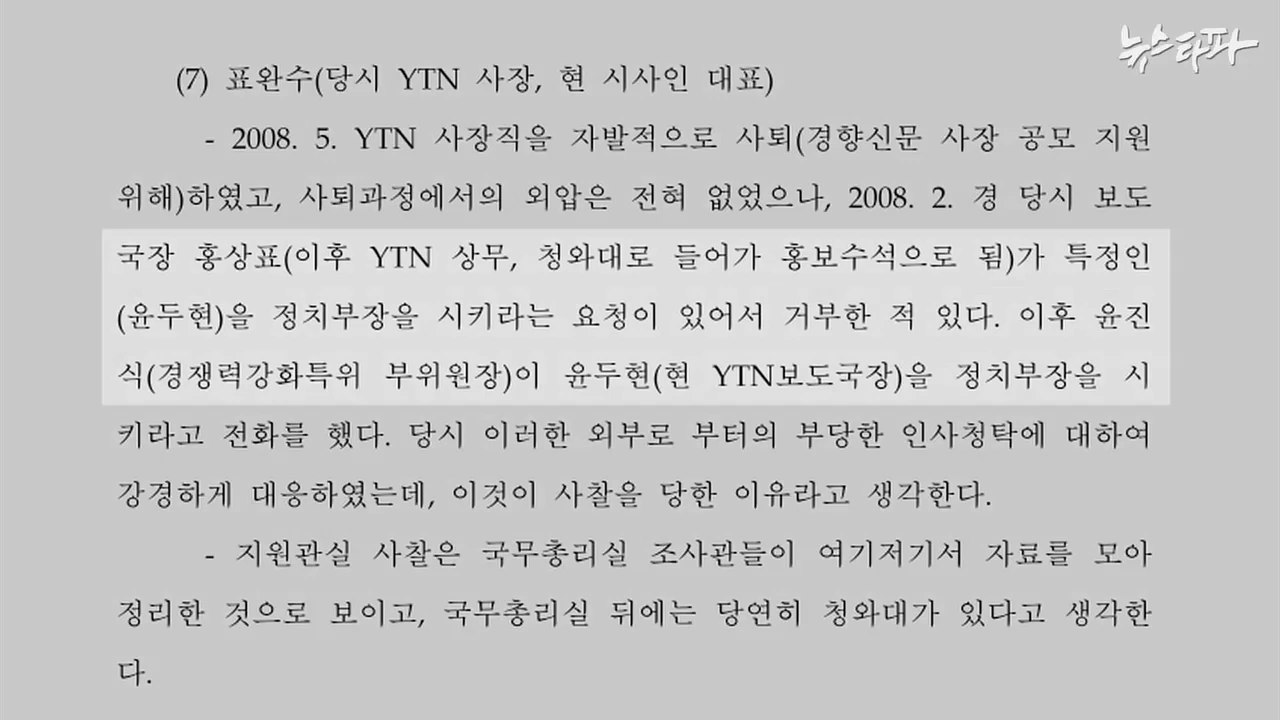 뉴스타파
(7) 표완수(당시 YTN 사장, 현 시사인 대표)
- 2008. 5. YTN 사장직을 자발적으로 사퇴(경향신문 사장 공모 지원
위해)하였고, 사퇴과정에서의 외압은 전혀 없었으나, 2008. 2. 경 당시 보도
국장 홍상표(이후 YTN 상무, 청와대로 들어가 홍보수석으로 됨)가 특정인
(윤두현)을 정치부장을 시키라는 요청이 있어서 거부한 적 있다. 이후 윤진
식(경쟁력강화특위 부위원장)이 윤두현(현 YTN보도국장)을 정치부장을 시
키라고 전화를 했다. 당시 이러한 외부로 부터의 부당한 인사청탁에 대하여
강경하게 대응하였는데, 이것이 사찰을 당한 이유라고 생각한다.
- 지원관실 사찰은 국무총리실 조사관들이 여기저기서 자료를 모아
정리한 것으로 보이고, 국무총리실 뒤에는 당연히 청와대가 있다고 생각한
다.